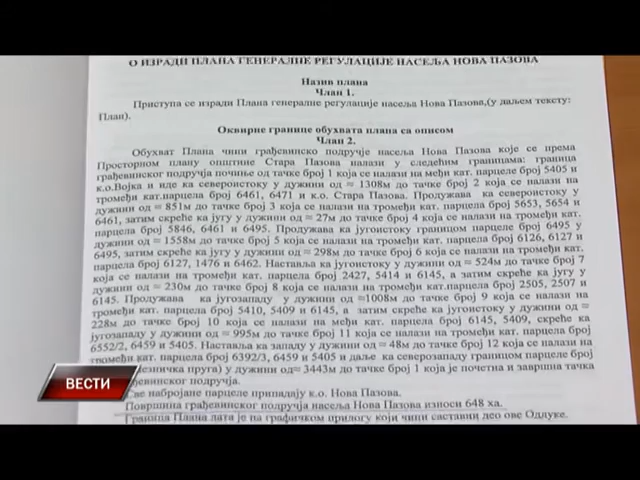 О ИЗРАДИ ПЛАНА ГЕНЕРАЛНЕ РЕГУЛАЦИЈЕ НАСЕЉА НОВА ПАЗОВА
Назив плана
Члан 1.
Приступа се изради Плана генералне регулације насеља Нова Пазова,(у даљем тексту:
План).
Оквирне границе обухвата плана са описом
Члан 2.
Обухват Плана чини грађевинско подручје насеља Нова Пазова које се према
Просторном плану општине Стара Пазова налази у следећим границама: граница
грађевинског подручја почиње од тачке број 1 која се налази на међи кат. парцеле број 5405 и
к.о.Војка и иде ка североистоку у дужини од ≈ 1308м до тачке број 2 која се налази на
тромеђи кат.парцела број 6461, 6471 и к.о. Стара Пазова. Продужава ка североистоку у
дужини од ≈ 851м до тачке број 3 која се налази на тромеђи кат. парцела број 5653, 5654 и
6461, затим скреће ка југу у дужини од ≈ 27м до тачке број 4 која се налази на тромеђи кат.
парцела број 5846, 6461 и 6495. Продужава ка југоистоку границом парцеле број 6495 у
дужини од ≈ 1558м до тачке број 5 која се налази на тромеђи кат. парцела број 6126, 6127 и
6495, затим скреће ка југу у дужини од ≈ 298м до тачке број 6 која се налази на тромеђи кат.
парцела број 6127, 1476 и 6462. Наставља ка југоистоку у дужини од ≈ 524м до тачке број 7
која се налази на тромеђи кат. парцела број 2427, 5414 и 6145, а затим скреће ка југу у
дужини од ≈ 230м до тачке број 8 која се налази на тромеђи кат.парцела број 2505, 2507 и
6145. Продужава ка југозападу у дужини од ≈1008м до тачке број 9 која се налази на
тромеђи кат. парцела број 5410, 5409 и 6145, а затим скреће ка југоистоку у дужини од ≈
228м до тачке број 10 која се налази на међи кат. парцела број 6145, 5409, скреће ка
југозападу у дужини од ≈ 995м до тачке број 11 која се налази на тромеђи кат. парцела број
6552/2, 6459 и 5405. Наставља ка западу у дужини од ≈ 48м до тачке број 12 која се налази на
тромеђи кат. парцела број 6392/3, 6459 и 5405 и даље ка северозападу границом парцеле број
лезничка пруга) у дужини од≈ 3443м до тачке број 1 која је почетна и завршна тачка
ђевинског подручја.
Све набројане парцеле припадају к.о. Нова Пазова.
Површина грађевинског подручја насеља Нова Пазова износи 648 ха.
Граница Плана дата је на графичком прилогу који чини саставни део ове Одлуке.
ВЕСТИ